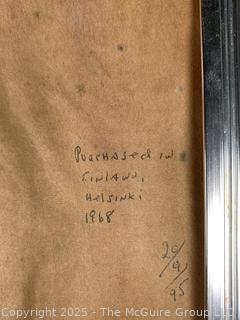 Purchased in
Finland,
Helsinki
1968
29/
9/
95
Copyright © 2025 - The McGuire Group LLC